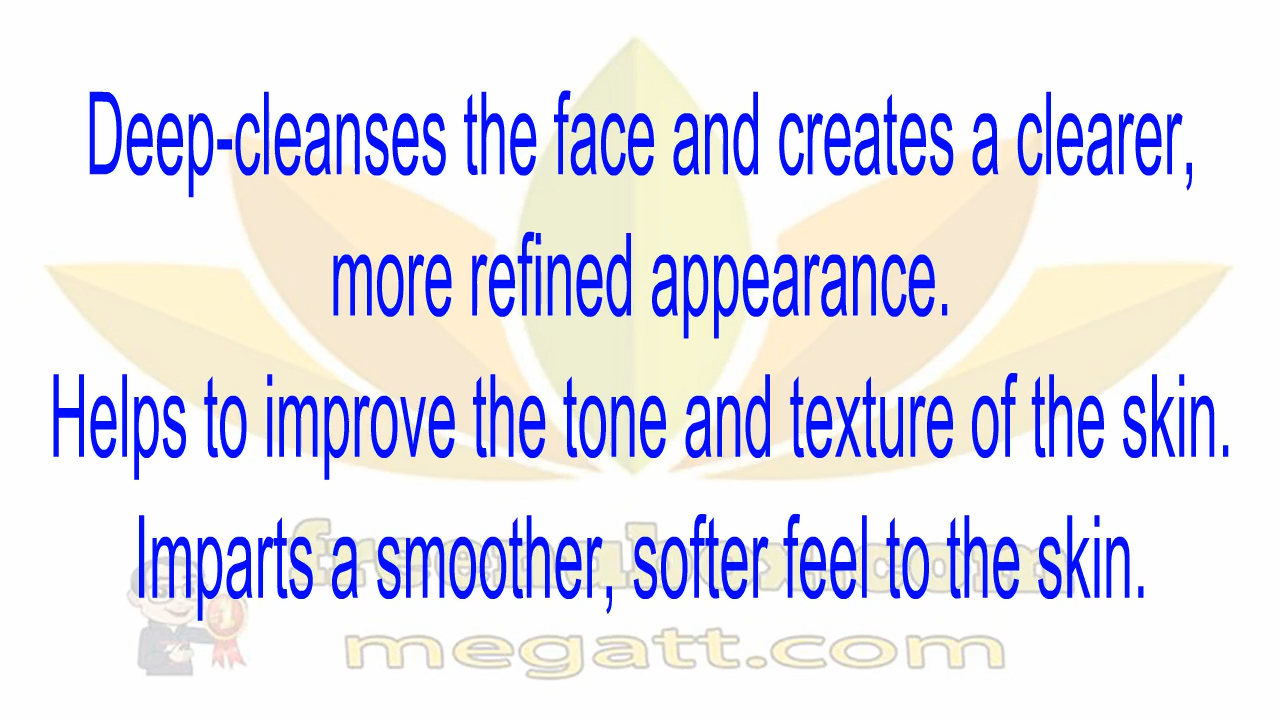 Deep-cleanses the face and creates a clearer,
more refined appearance.
Helps to improve the tone and texture of the skin.
Imparts a smoother, softer feel to the skin.
megatt.com